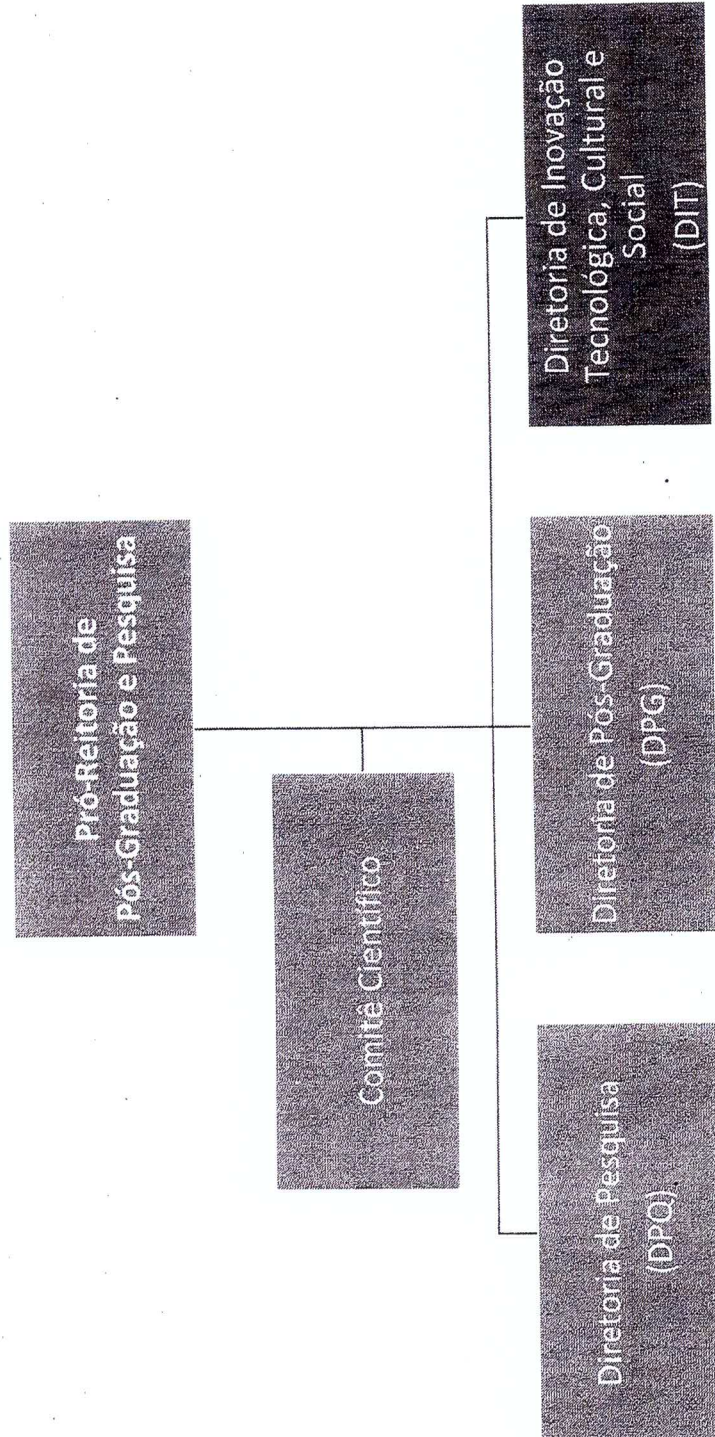 Pró-Reitoria de
Pós-Graduação e Pesquisa
Comitê Científico
Diretoria de Pesquisa
(DPQ)
Diretoria de Pós-Graduação
(DPG)
Diretoria de Inovação
Tecnológica, Cultural e
Social
(DIT)